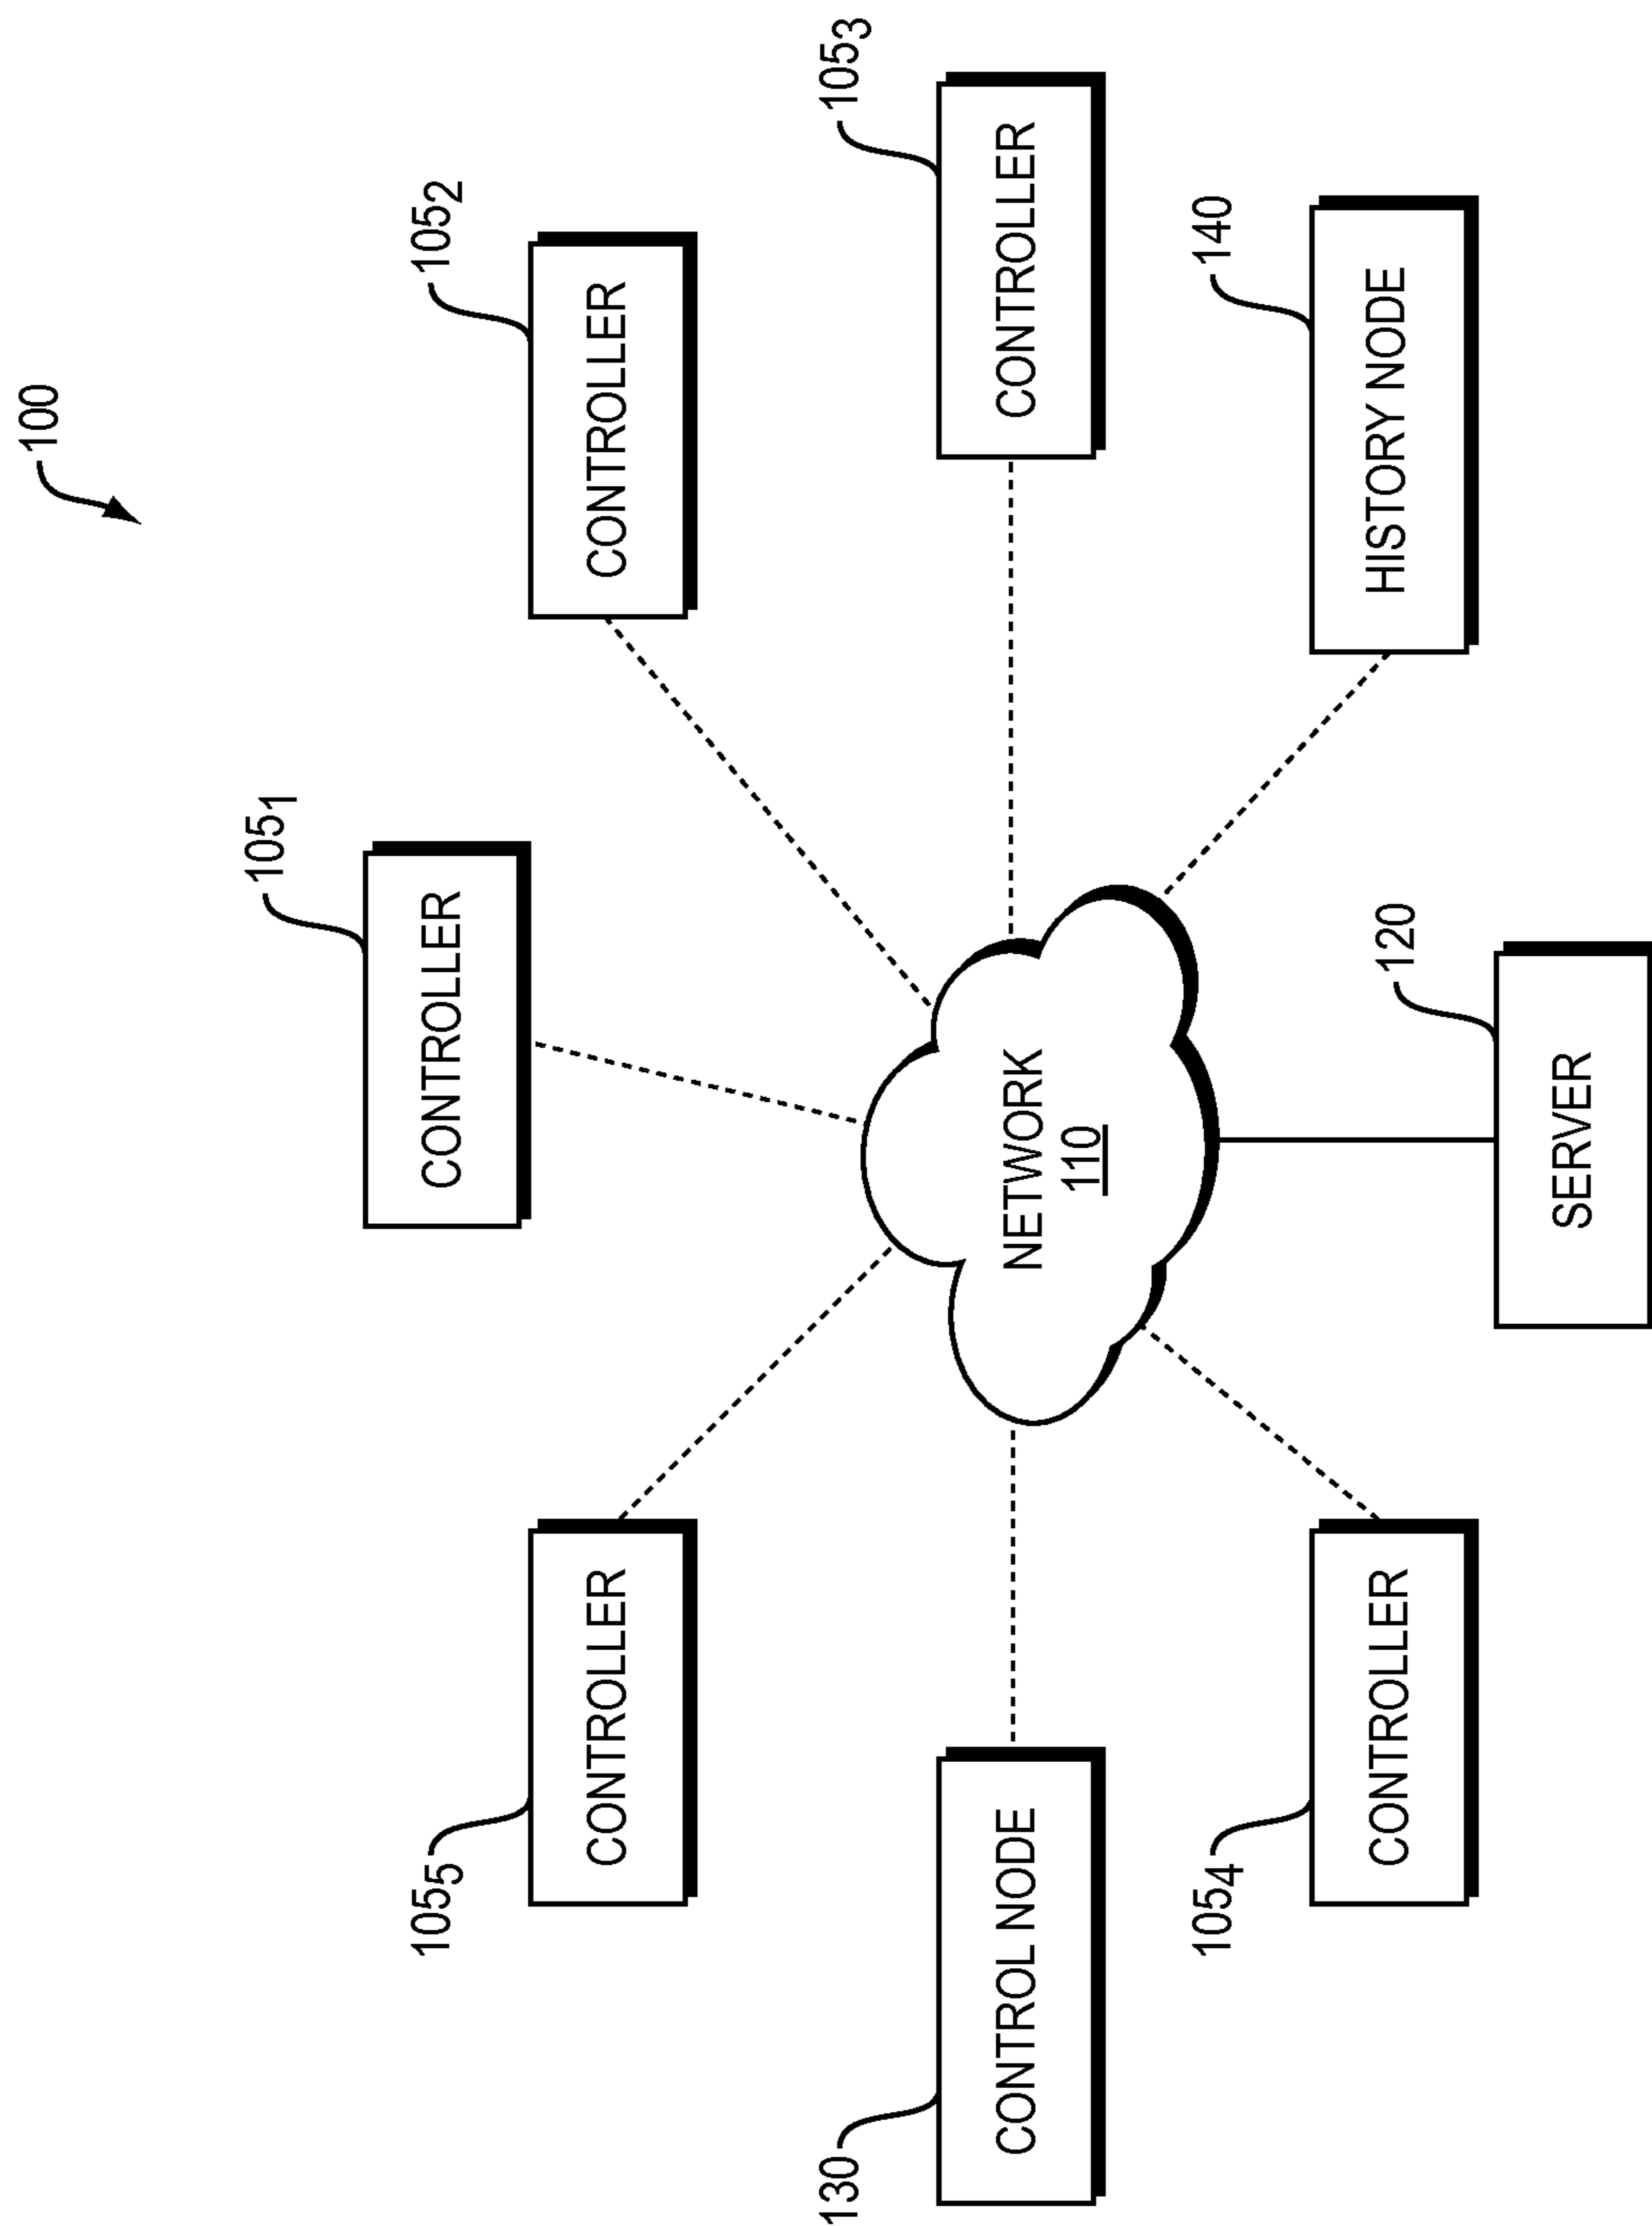 100
105₁
CONTROLLER
105₅
CONTROLLER
105₂
CONTROLLER
130
CONTROL NODE
NETWORK
110
105₃
CONTROLLER
105₄
CONTROLLER
140
HISTORY NODE
120
SERVER